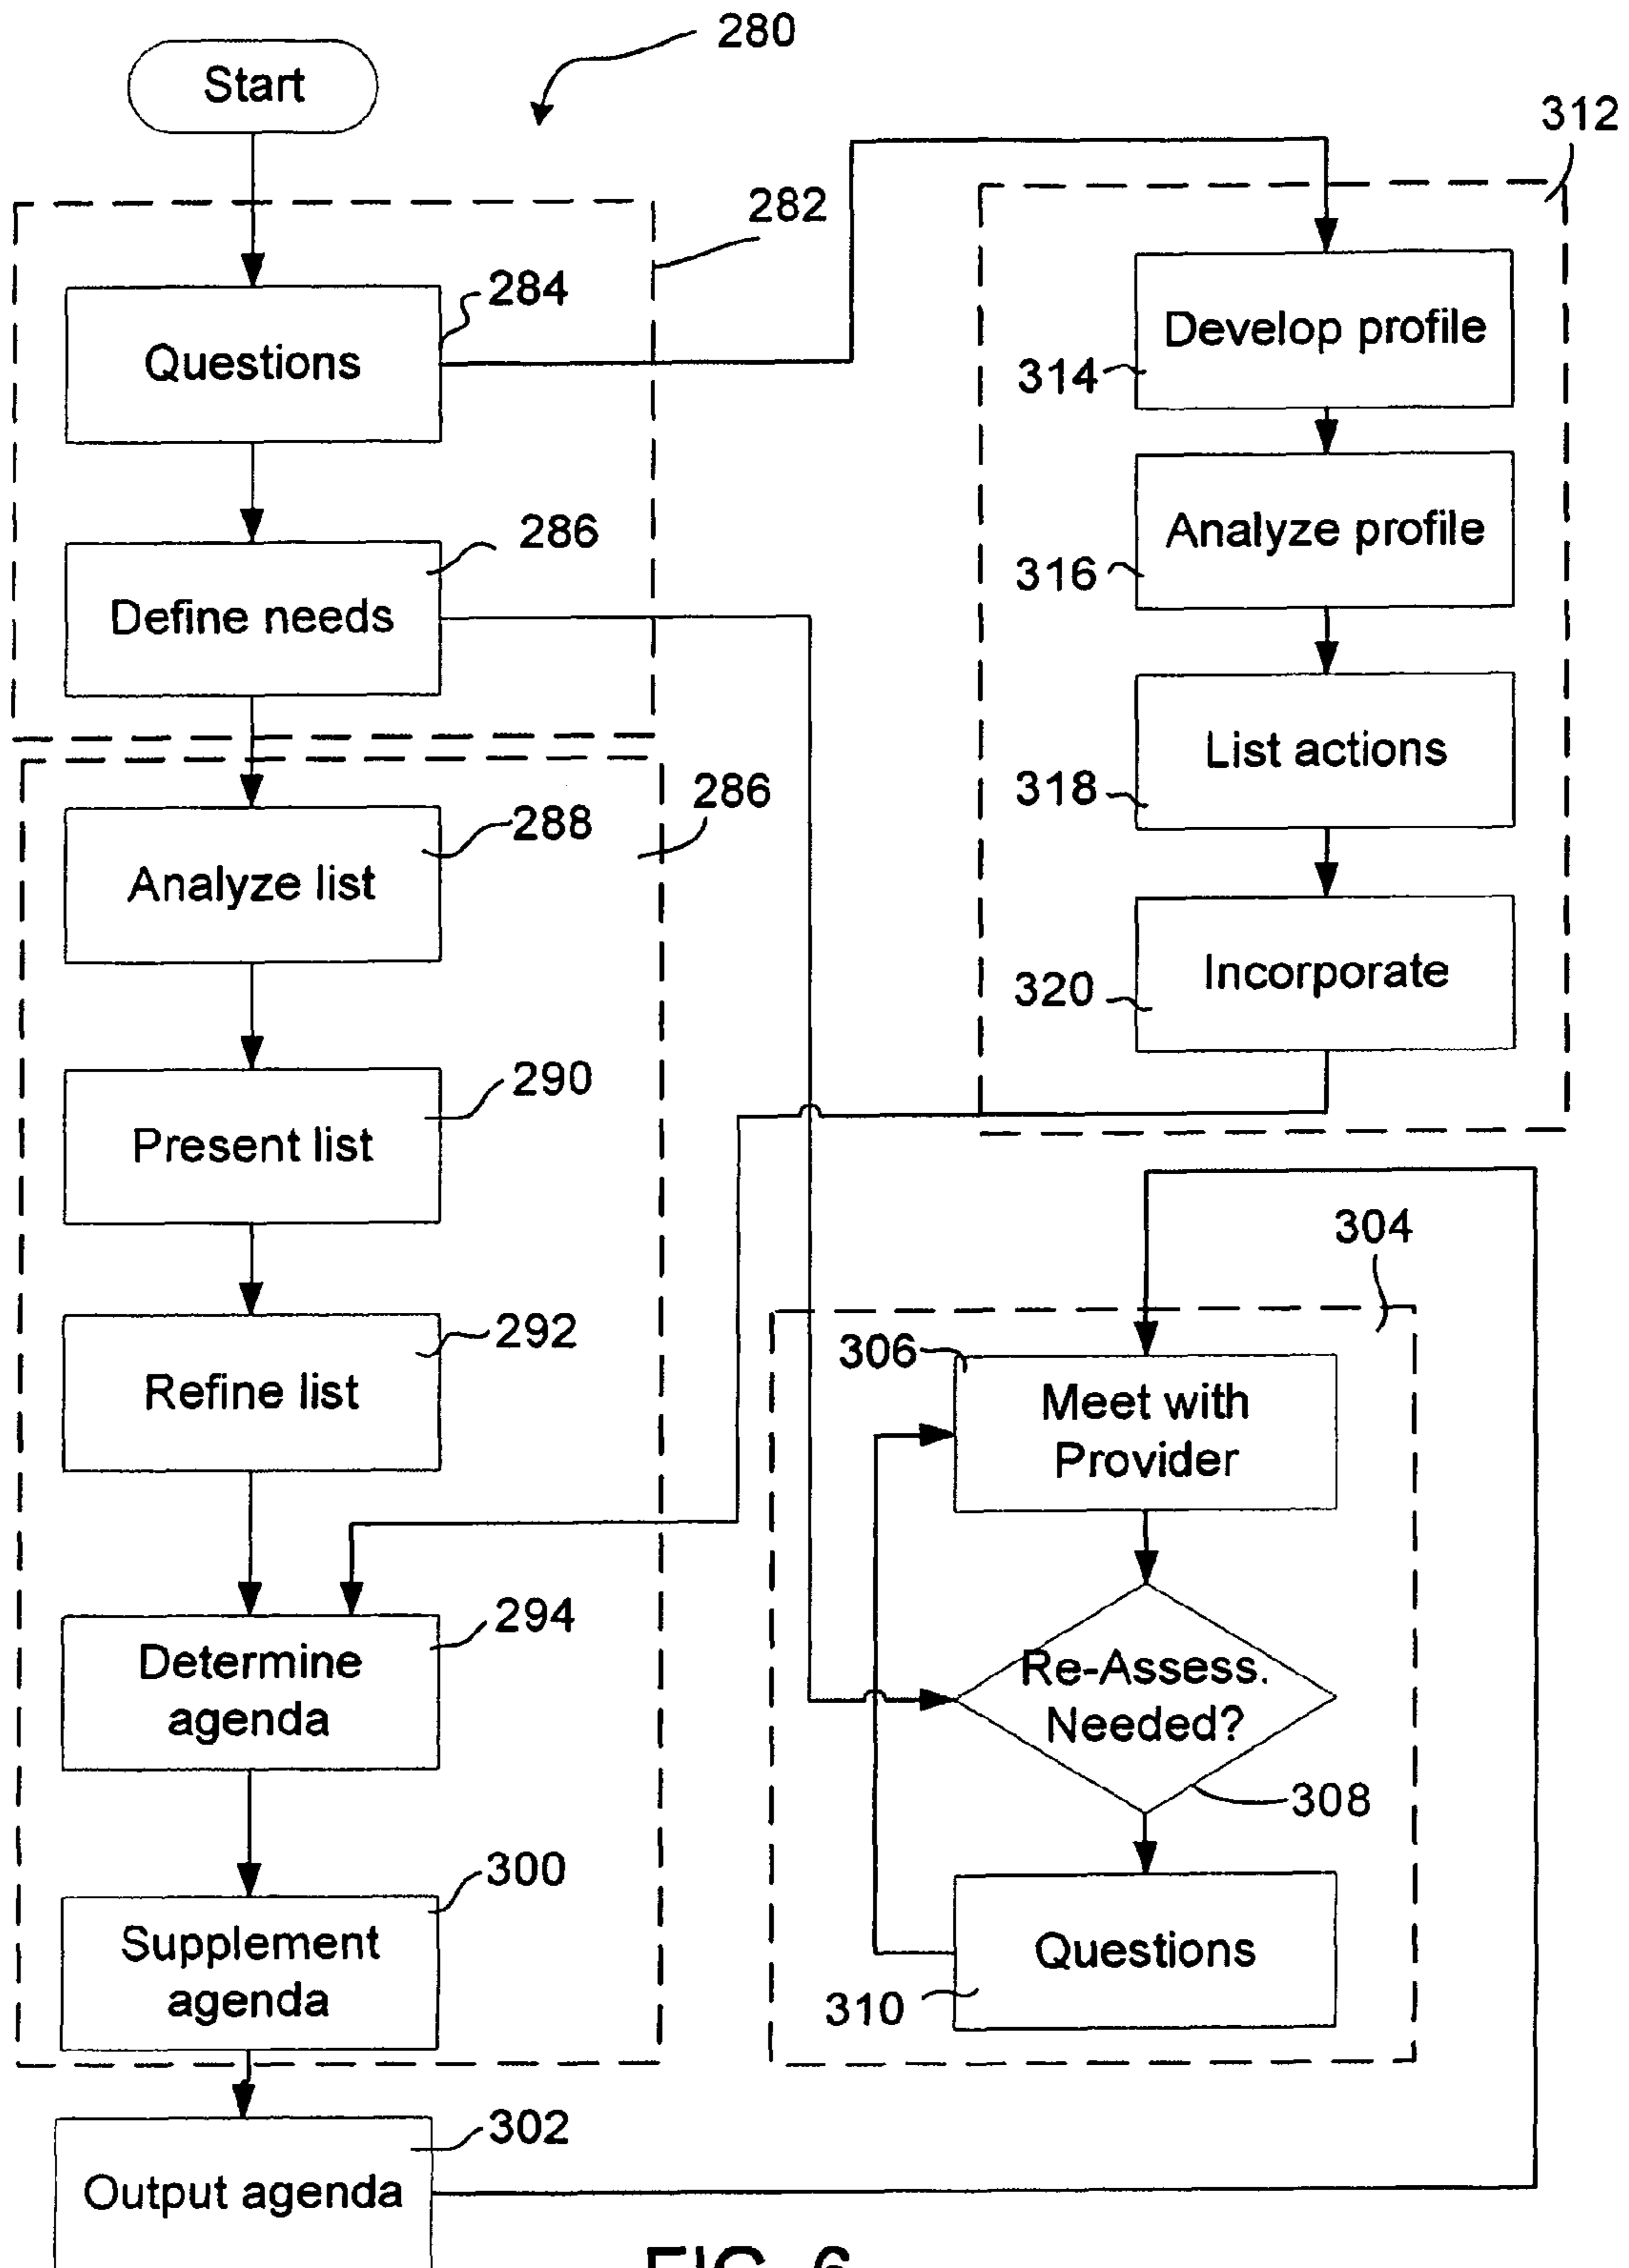 280
Start
312
282
284
Questions
Develop profile
314
286
Define needs
Analyze profile
316
286
288
Analyze list
List actions
318
290
Present list
Incorporate
320
304
292
Refine list
306
Meet with
Provider
294
Determine
agenda
Re-Assess.
Needed?
308
300
Supplement
agenda
Questions
310
302
Output agenda
FIG. 6